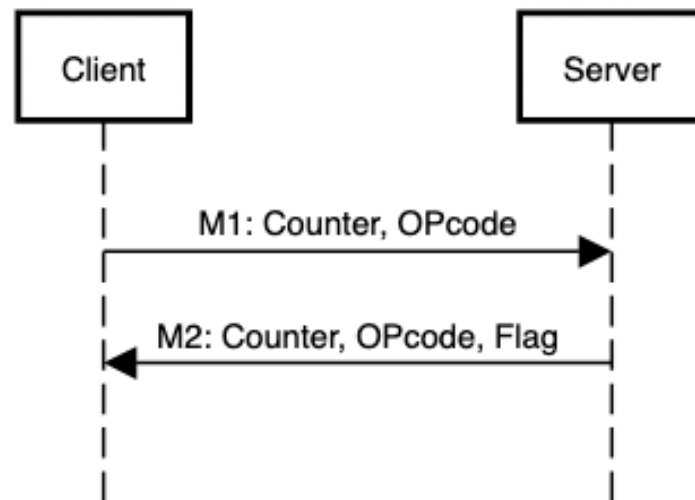 Client
Server
M1: Counter, OPcode
M2: Counter, OPcode, Flag